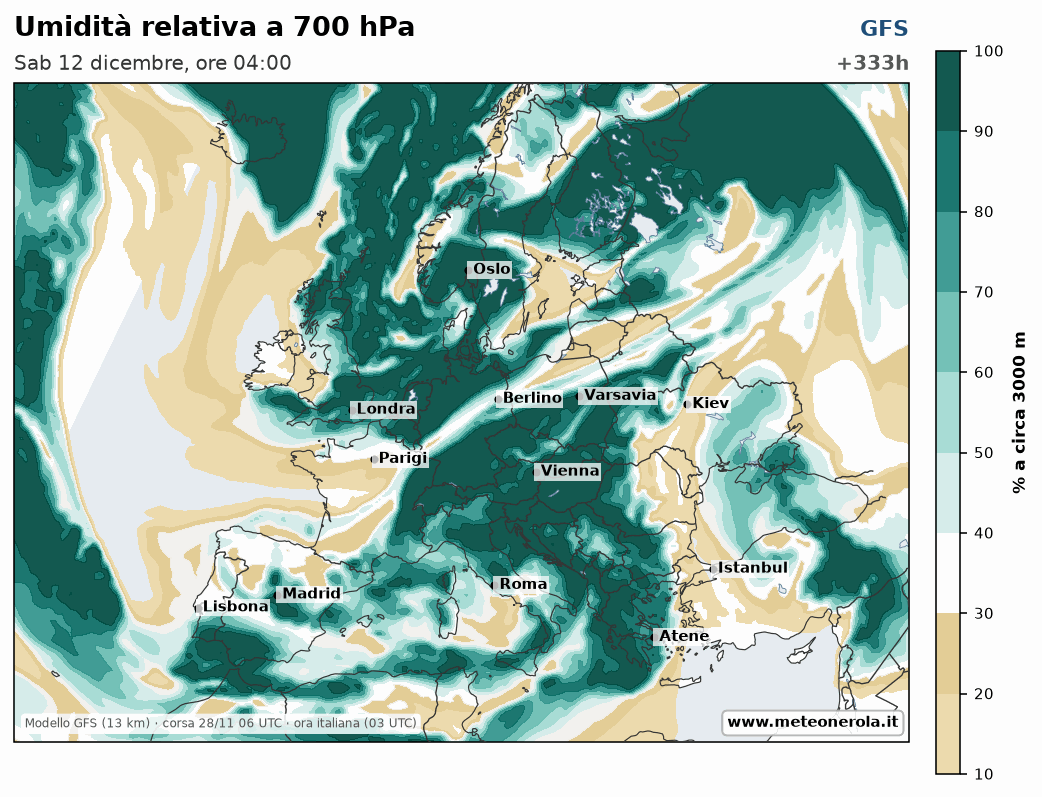 Umidità relativa a 700 hPa
GFS
Sab 12 dicembre, ore 04:00
+333h
100
90
80
70
60
50
40
30
20
10
% a circa 3000 m
Oslo
Berlino
Varsavia
Kiev
Londra
Parigi
Vienna
Istanbul
Roma
Madrid
Lisbona
Atene
Modello GFS (13 km) · corsa 28/11 06 UTC · ora italiana (03 UTC)
www.meteonerola.it